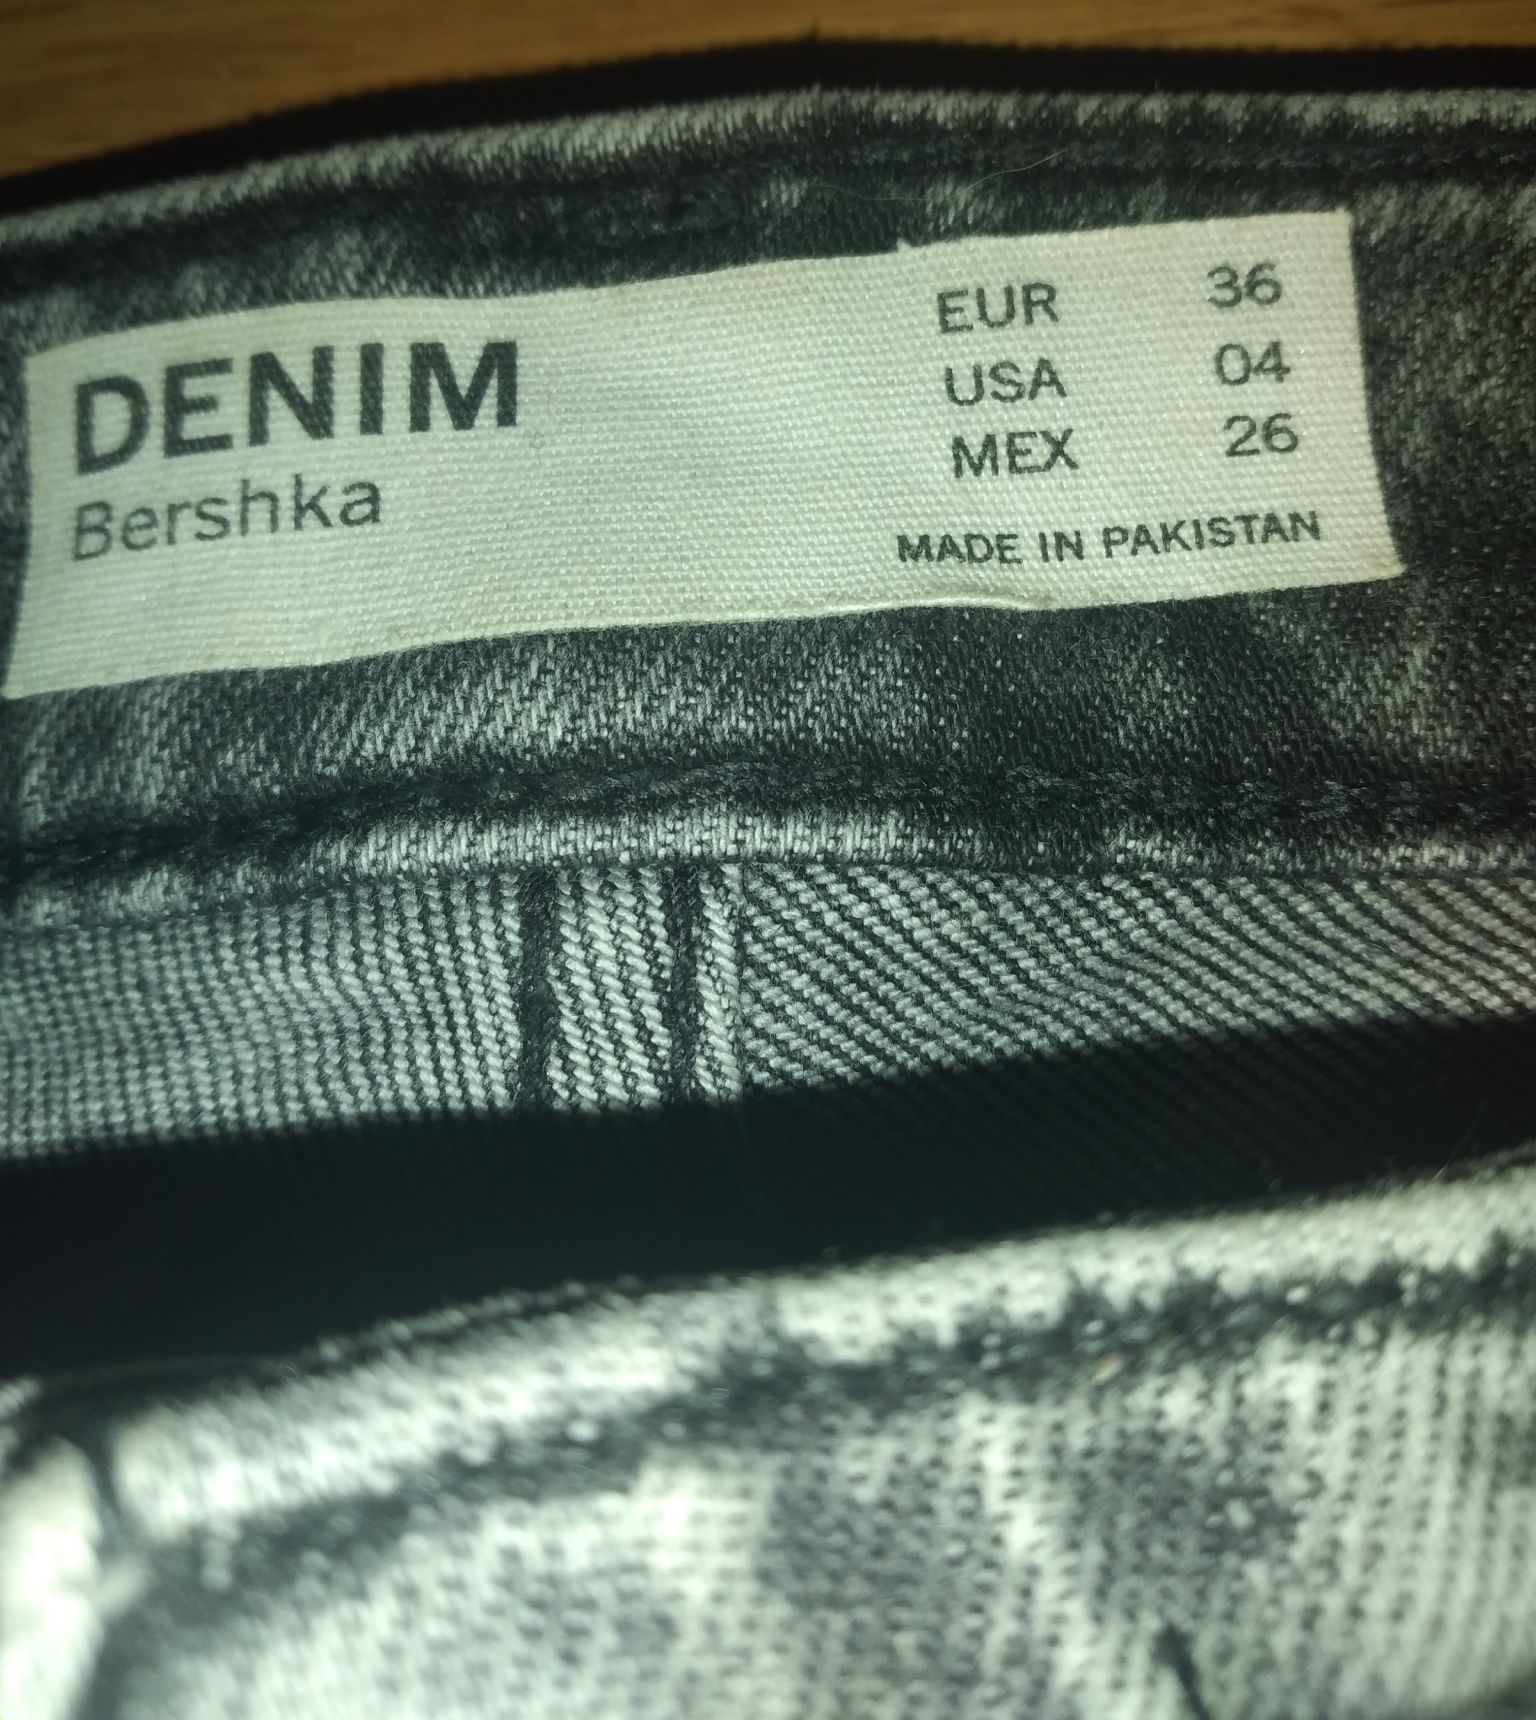 DENIM
Bershka
EUR 36
USA 04
MEX 26
MADE IN PAKISTAN